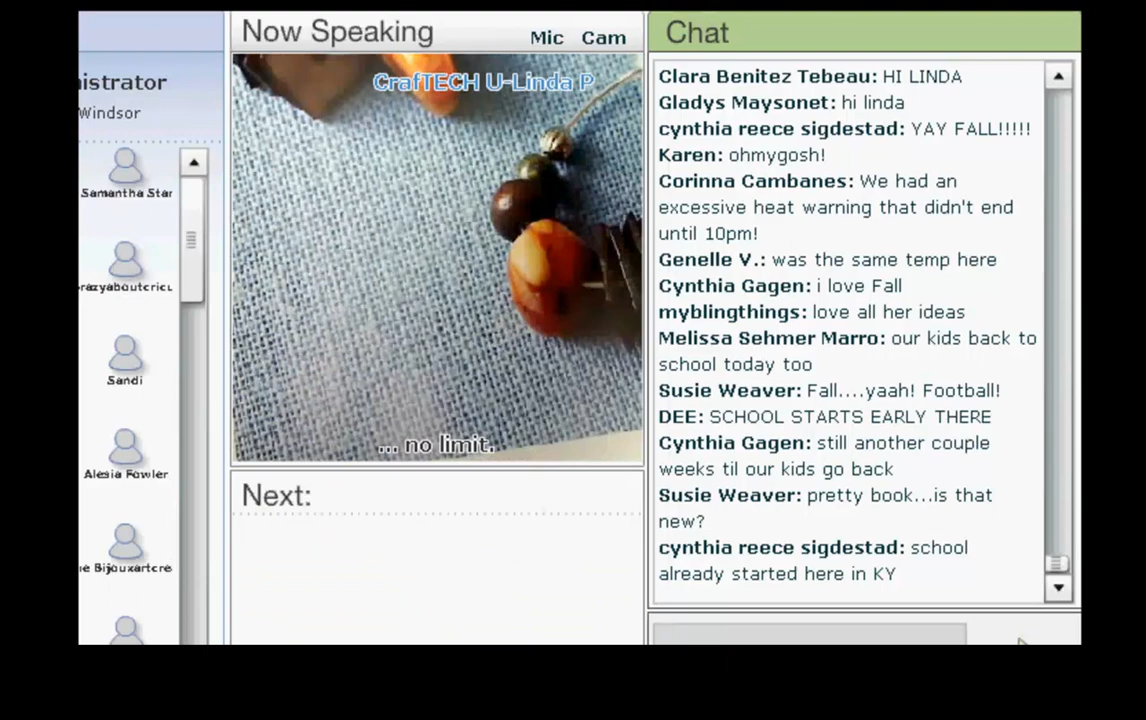 nistrator
Windsor
Samantha Star
Sandi
Alesia Fowler
Now Speaking
Mic Cam
CrafTECH U-Linda P
... no limit.
Next:
Chat
Clara Benitez Tebeau: HI LINDA
Gladys Maysonet: hi linda
cynthia reece sigdestad: YAY FALL!!!!!
Karen: ohmygosh!
Corinna Cambanes: We had an
excessive heat warning that didn't end
until 10pm!
Genelle V.: was the same temp here
Cynthia Gagen: i love Fall
myblingthings: love all her ideas
Melissa Sehmer Marro: our kids back to
school today too
Susie Weaver: Fall....yaah! Football!
DEE: SCHOOL STARTS EARLY THERE
Cynthia Gagen: still another couple
weeks til our kids go back
Susie Weaver: pretty book...is that
new?
cynthia reece sigdestad: school
already started here in KY